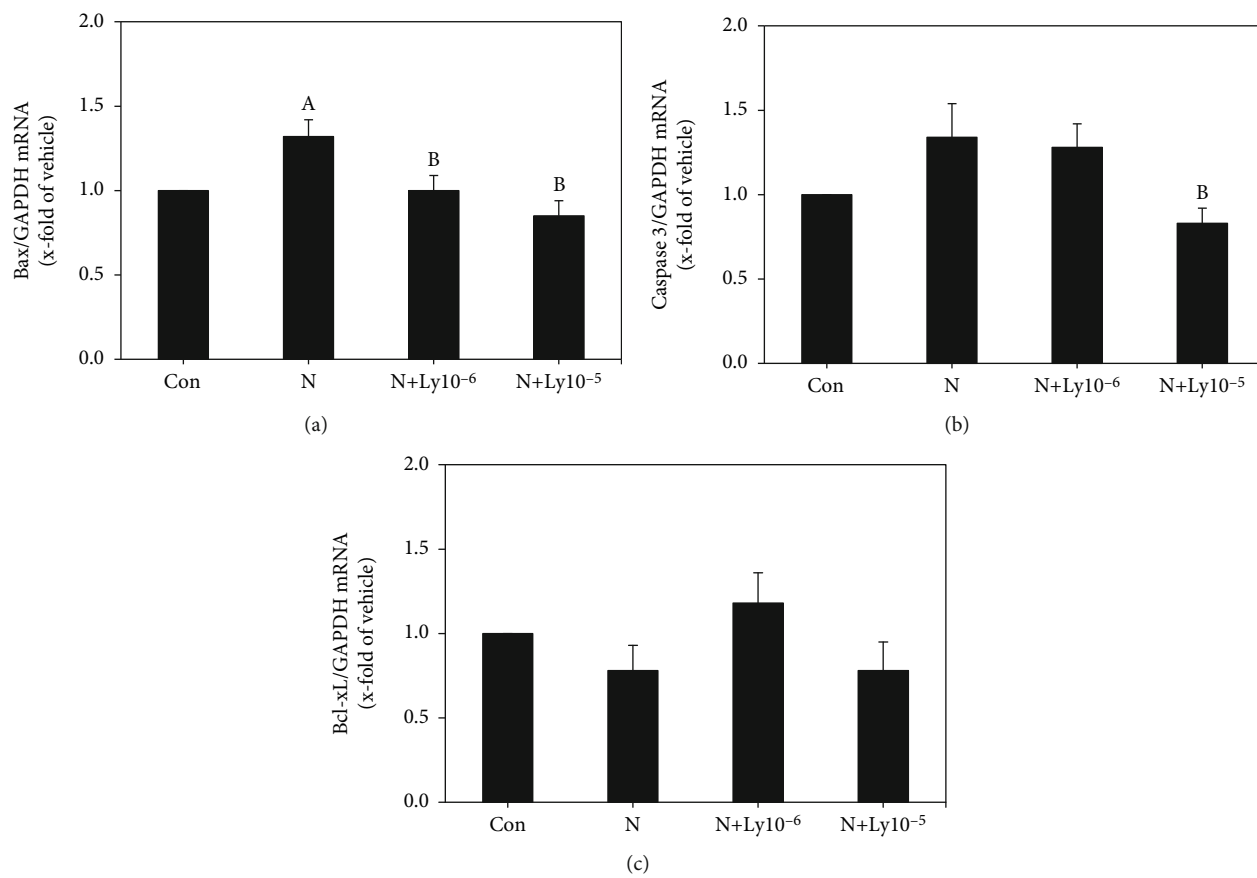 Bax/GAPDH mRNA
(x-fold of vehicle)
2.0
1.5
1.0
0.5
0.0
A
B
B
Con
N
N+Ly10⁻⁶
N+Ly10⁻⁵
(a)
Caspase 3/GAPDH mRNA
(x-fold of vehicle)
2.0
1.5
1.0
0.5
0.0
B
Con
N
N+Ly10⁻⁶
N+Ly10⁻⁵
(b)
Bcl-xL/GAPDH mRNA
(x-fold of vehicle)
2.0
1.5
1.0
0.5
0.0
Con
N
N+Ly10⁻⁶
N+Ly10⁻⁵
(c)